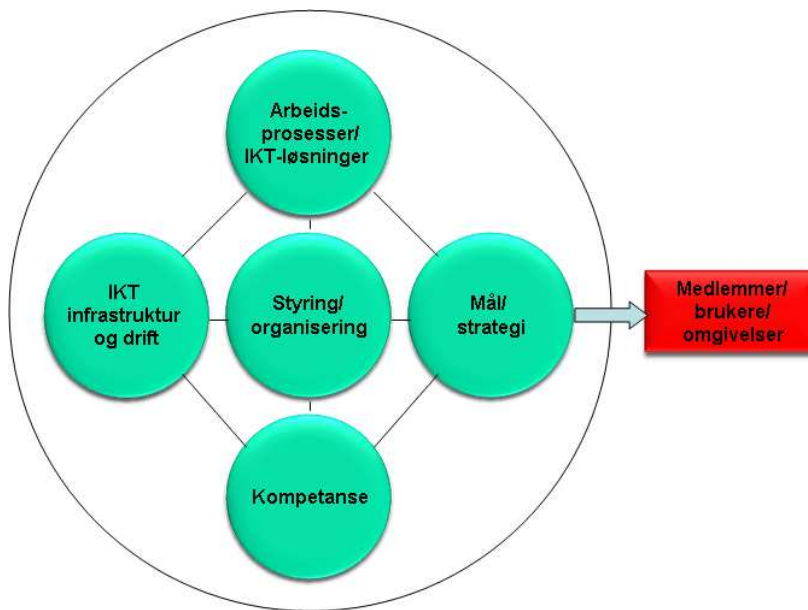 Arbeids-
prosesser/
IKT-løsninger
IKT
infrastruktur
og drift
Styring/
organisering
Mål/
strategi
Medlemmer/
brukere/
omgivelser
Kompetanse